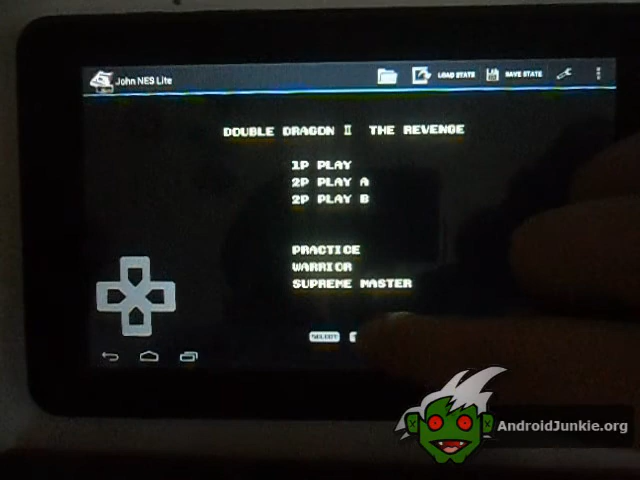 John NES Lite
LOAD STATE
SAVE STATE
DOUBLE DRAGON II THE REVENGE
1P PLAY
2P PLAY A
2P PLAY B
PRACTICE
WARRIOR
SUPREME MASTER
SELECT
AndroidJunkie.org